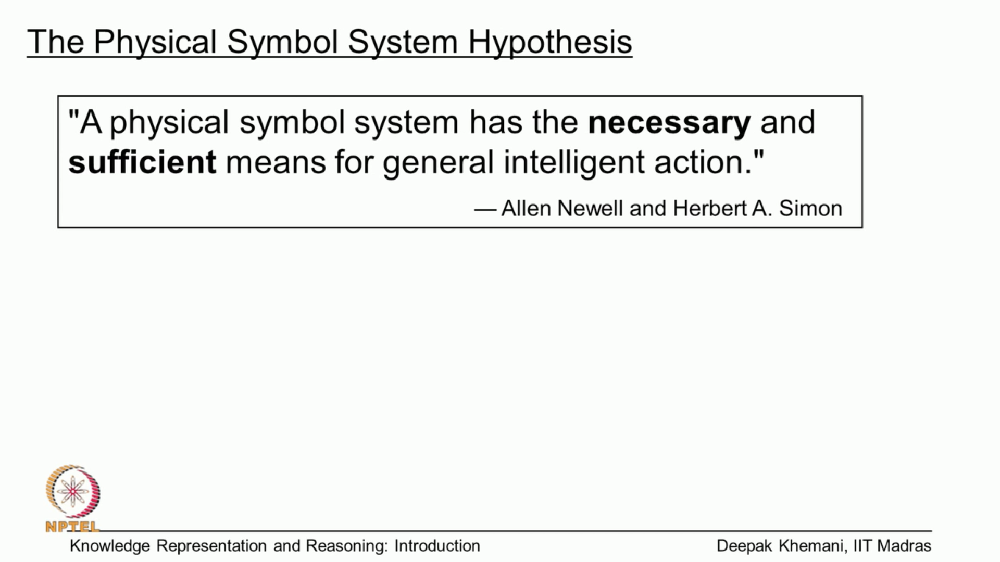 The Physical Symbol System Hypothesis
"A physical symbol system has the necessary and
sufficient means for general intelligent action."
— Allen Newell and Herbert A. Simon
NPTEL
Knowledge Representation and Reasoning: Introduction
Deepak Khemani, IIT Madras